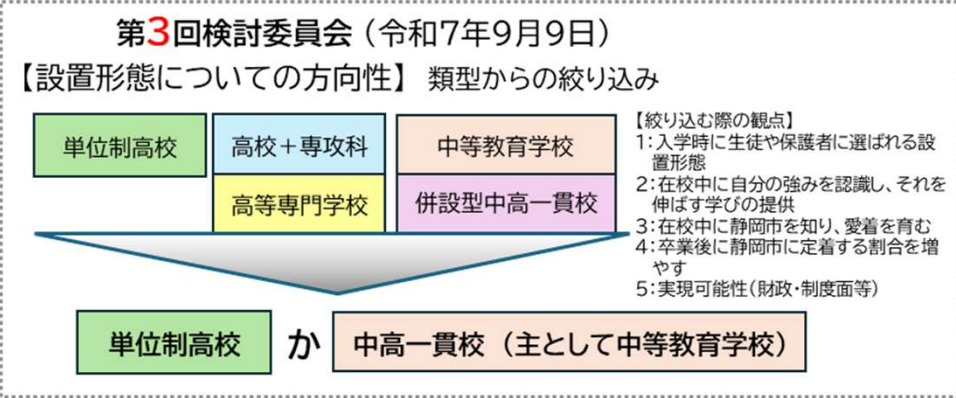 第3回検討委員会（令和7年9月9日）
【設置形態についての方向性】 類型からの絞り込み
単位制高校
高校＋専攻科
中等教育学校
高等専門学校
併設型中高一貫校
【絞り込む際の観点】
1：入学時に生徒や保護者に選ばれる設
置形態
2：在校中に自分の強みを認識し、それを
伸ばす学びの提供
3：在校中に静岡市を知り、愛着を育む
4：卒業後に静岡市に定着する割合を増
やす
5：実現可能性（財政・制度面等）
単位制高校 か 中高一貫校（主として中等教育学校）